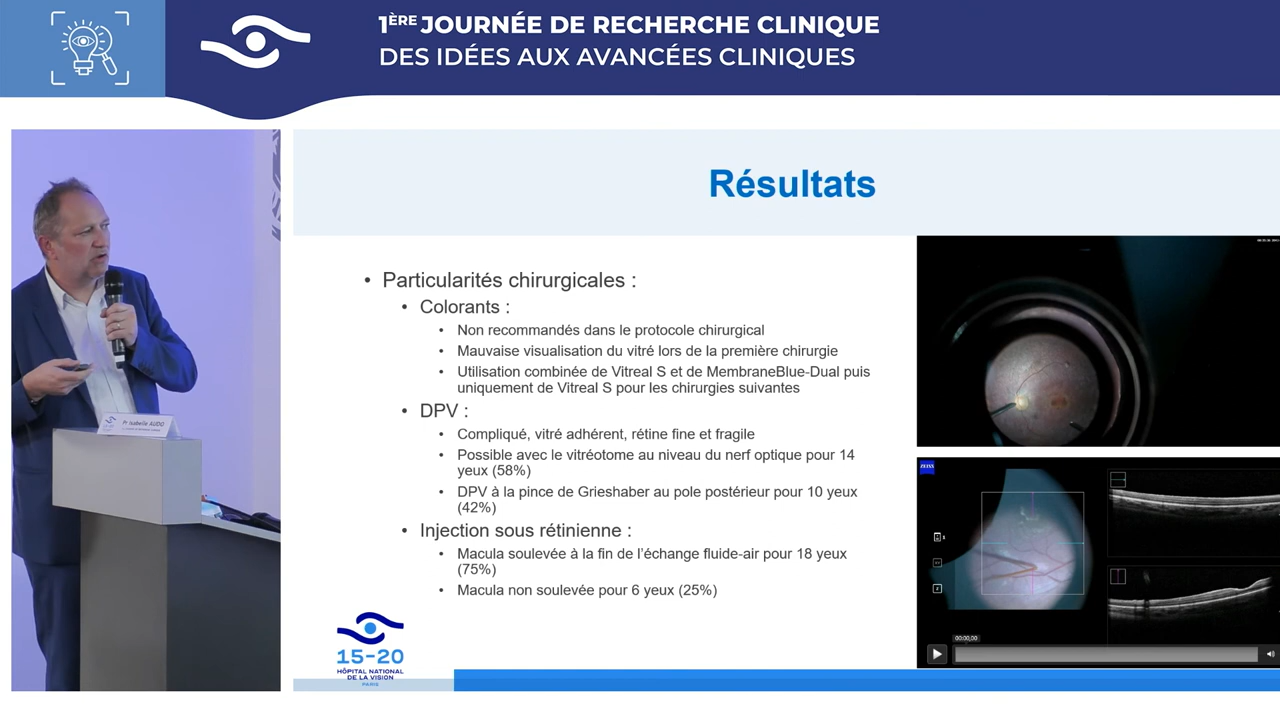 1ÈRE JOURNÉE DE RECHERCHE CLINIQUE
DES IDÉES AUX AVANCÉES CLINIQUES
Résultats
• Particularités chirurgicales :
• Colorants :
• Non recommandés dans le protocole chirurgical
• Mauvaise visualisation du vitré lors de la première chirurgie
• Utilisation combinée de Vitreal S et de MembraneBlue-Dual puis
uniquement de Vitreal S pour les chirurgies suivantes
• DPV :
• Compliqué, vitré adhérent, rétine fine et fragile
• Possible avec le vitréotome au niveau du nerf optique pour 14
yeux (58%)
• DPV à la pince de Grieshaber au pole postérieur pour 10 yeux
(42%)
• Injection sous rétinienne :
• Macula soulevée à la fin de l'échange fluide-air pour 18 yeux
(75%)
• Macula non soulevée pour 6 yeux (25%)
Pr Isabelle AUDO
ZEISS
00:00,00
15-20
HÔPITAL NATIONAL
DE LA VISION
PARIS